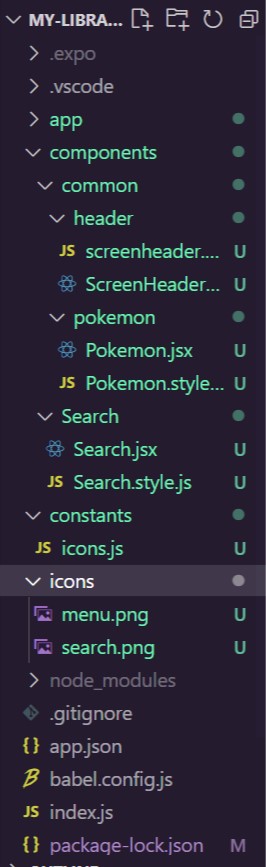 MY-LIBRA...
.expo
.vscode
app
components
common
header
JS screenheader.... U
ScreenHeader... U
pokemon
Pokemon.jsx U
JS Pokemon.style... U
Search
Search.jsx U
JS Search.style.js U
constants
JS icons.js U
icons
menu.png U
search.png U
node_modules
.gitignore
{} app.json
babel.config.js
JS index.js
{} package-lock.json M